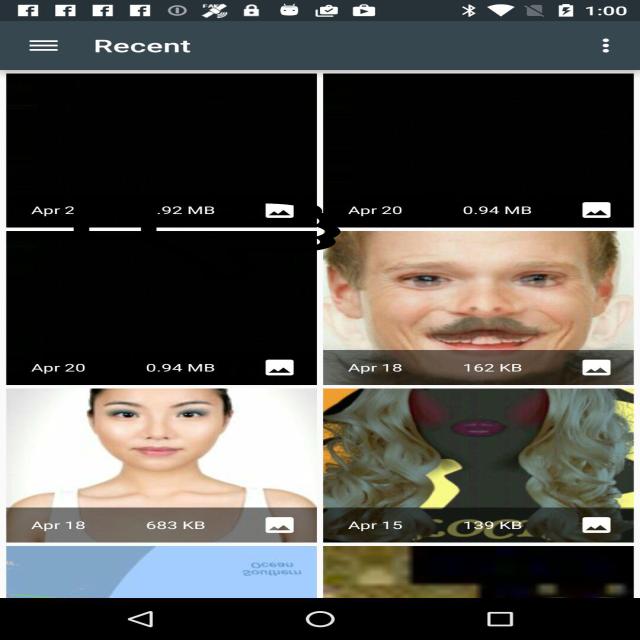 1:00
Recent
Apr 2 .92 MB
Apr 20 0.94 MB
Apr 20 0.94 MB
Apr 18 162 KB
Apr 18 683 KB
Apr 15 139 KB
Ocean
Southern